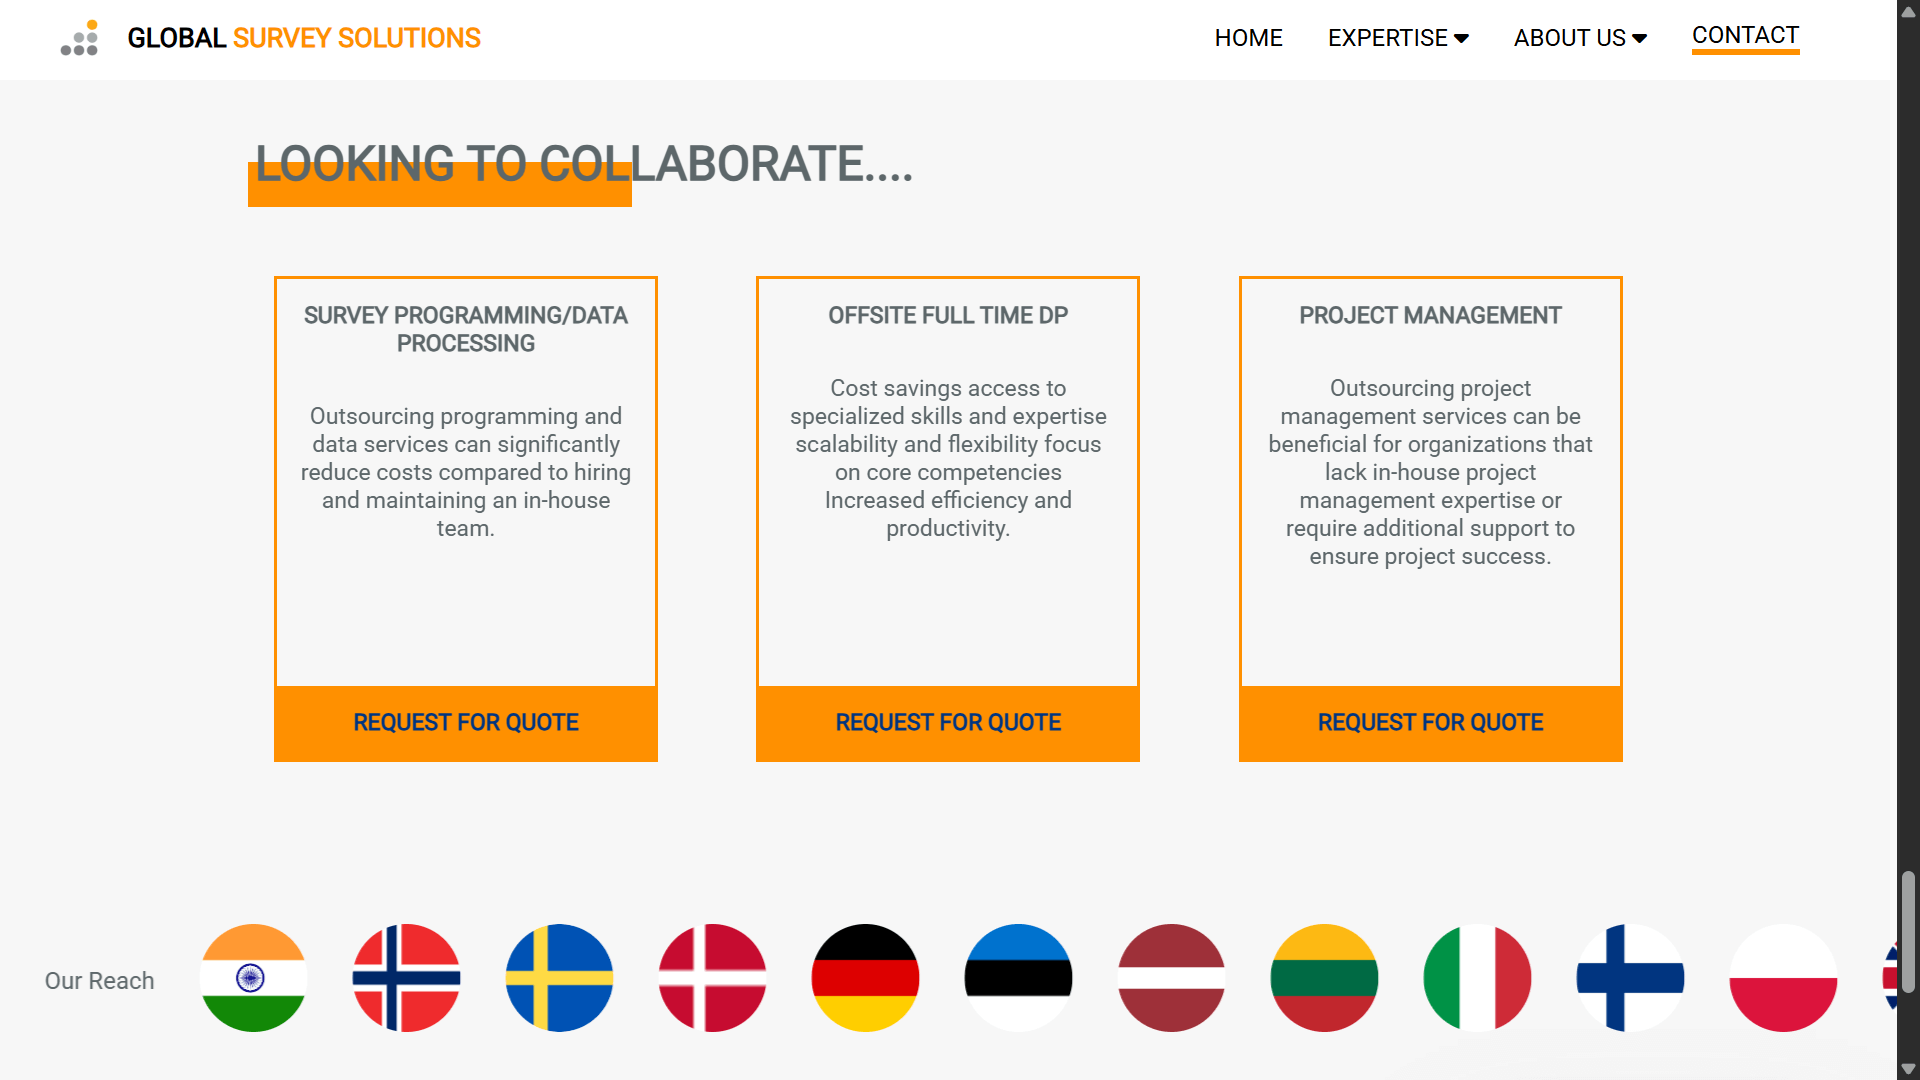 GLOBAL SURVEY SOLUTIONS
HOME
EXPERTISE
ABOUT US
CONTACT
LOOKING TO COLLABORATE....
SURVEY PROGRAMMING/DATA
PROCESSING
Outsourcing programming and
data services can significantly
reduce costs compared to hiring
and maintaining an in-house
team.
REQUEST FOR QUOTE
OFFSITE FULL TIME DP
Cost savings access to
specialized skills and expertise
scalability and flexibility focus
on core competencies
Increased efficiency and
productivity.
REQUEST FOR QUOTE
PROJECT MANAGEMENT
Outsourcing project
management services can be
beneficial for organizations that
lack in-house project
management expertise or
require additional support to
ensure project success.
REQUEST FOR QUOTE
Our Reach